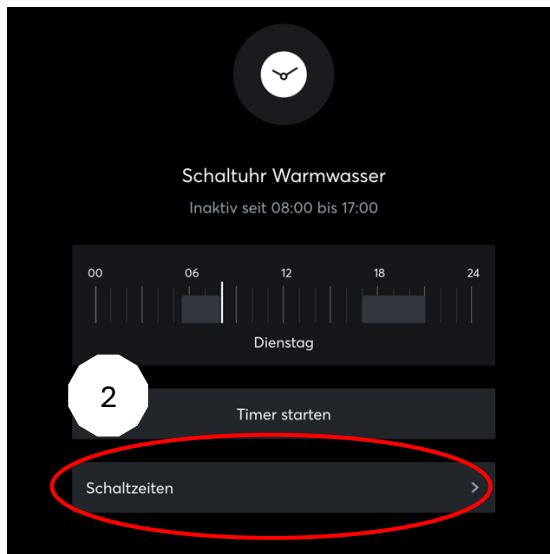 Schaltuhr Warmwasser
Inaktiv seit 08:00 bis 17:00
00 06 12 18 24
Dienstag
2
Timer starten
Schaltzeiten